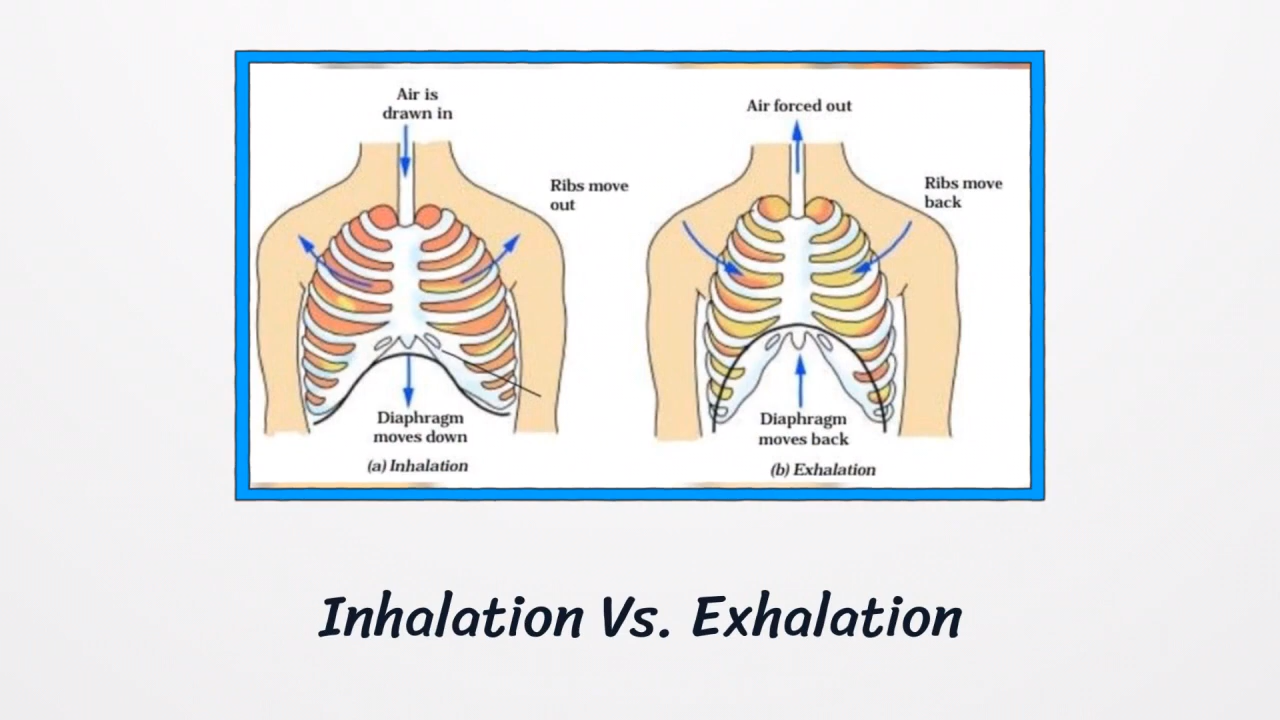 Air is
drawn in
Ribs move
out
Diaphragm
moves down
(a) Inhalation
Air forced out
Ribs move
back
Diaphragm
moves back
(b) Exhalation
Inhalation Vs. Exhalation